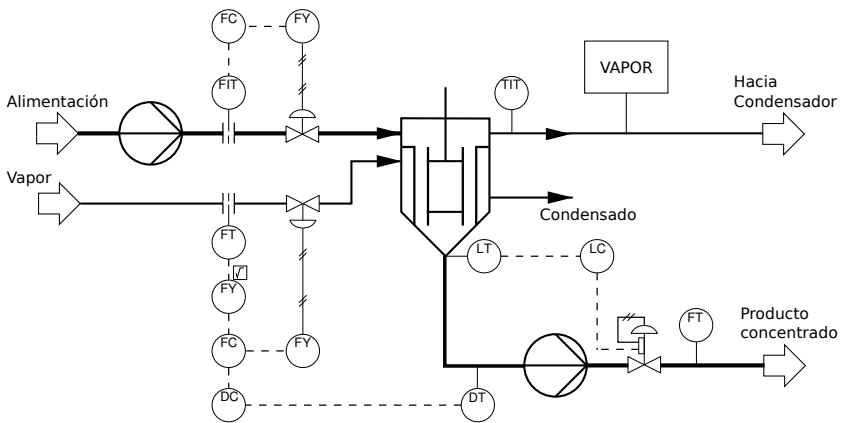 FC
FY
Alimentación
FIT
TIT
VAPOR
Hacia
Condensador
Vapor
Condensado
FT
√
FY
LT
LC
FC
FY
FT
Producto
concentrado
DC
DT